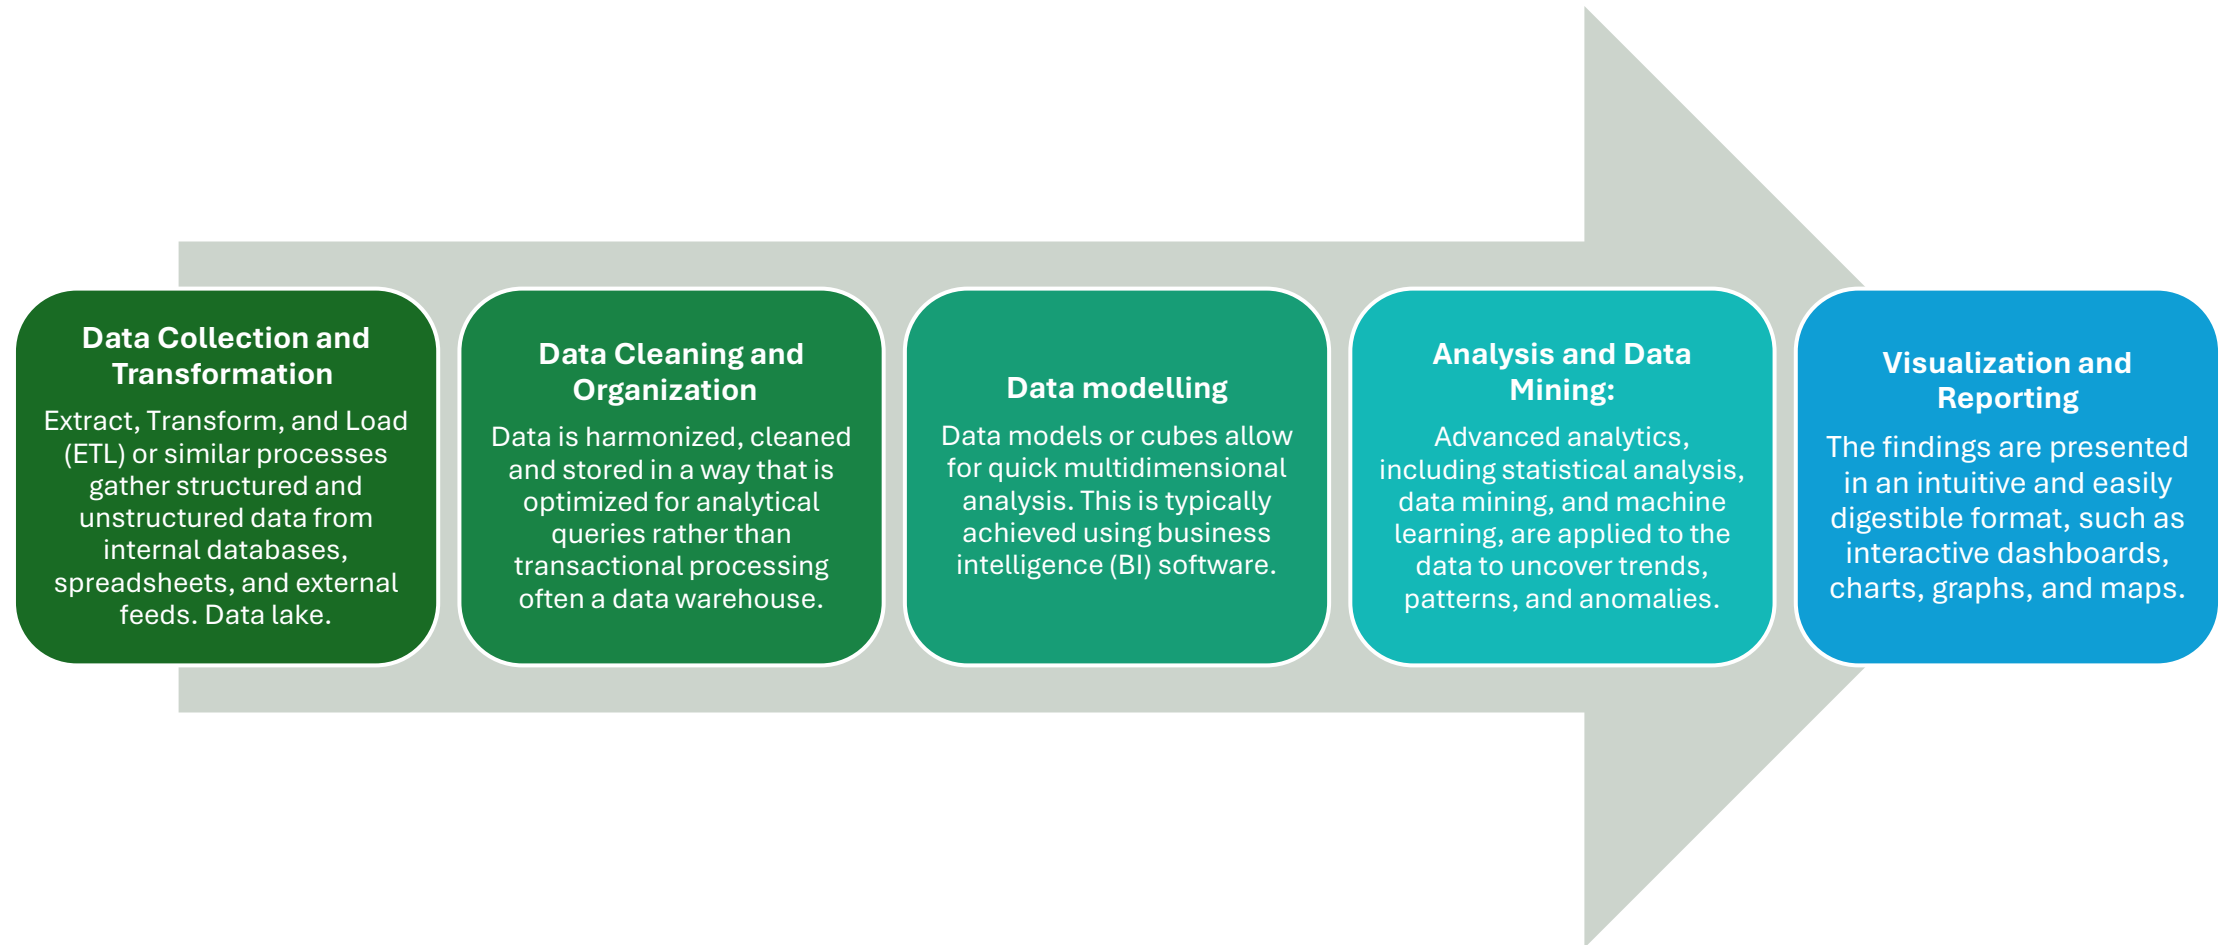 Data Collection and
Transformation
Extract, Transform, and Load
(ETL) or similar processes
gather structured and
unstructured data from
internal databases,
spreadsheets, and external
feeds. Data lake.
Data Cleaning and
Organization
Data is harmonized, cleaned
and stored in a way that is
optimized for analytical
queries rather than
transactional processing
often a data warehouse.
Data modelling
Data models or cubes allow
for quick multidimensional
analysis. This is typically
achieved using business
intelligence (BI) software.
Analysis and Data
Mining:
Advanced analytics,
including statistical analysis,
data mining, and machine
learning, are applied to the
data to uncover trends,
patterns, and anomalies.
Visualization and
Reporting
The findings are presented
in an intuitive and easily
digestible format, such as
interactive dashboards,
charts, graphs, and maps.